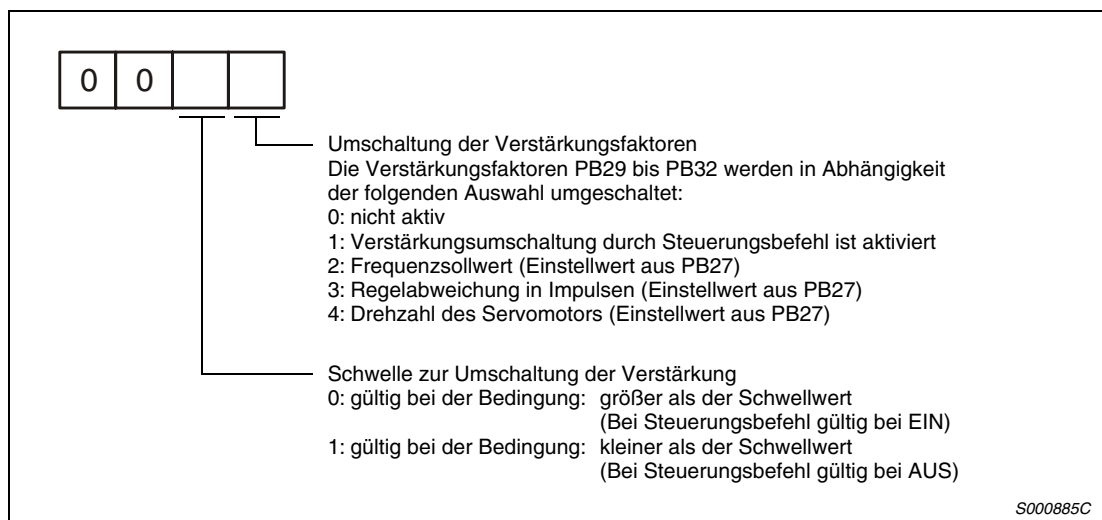 0 0
Umschaltung der Verstärkungsfaktoren
Die Verstärkungsfaktoren PB29 bis PB32 werden in Abhängigkeit
der folgenden Auswahl umgeschaltet:
0: nicht aktiv
1: Verstärkungsumschaltung durch Steuerungsbefehl ist aktiviert
2: Frequenzsollwert (Einstellwert aus PB27)
3: Regelabweichung in Impulsen (Einstellwert aus PB27)
4: Drehzahl des Servomotors (Einstellwert aus PB27)
Schwelle zur Umschaltung der Verstärkung
0: gültig bei der Bedingung: größer als der Schwellwert
(Bei Steuerungsbefehl gültig bei EIN)
1: gültig bei der Bedingung: kleiner als der Schwellwert
(Bei Steuerungsbefehl gültig bei AUS)
S000885C